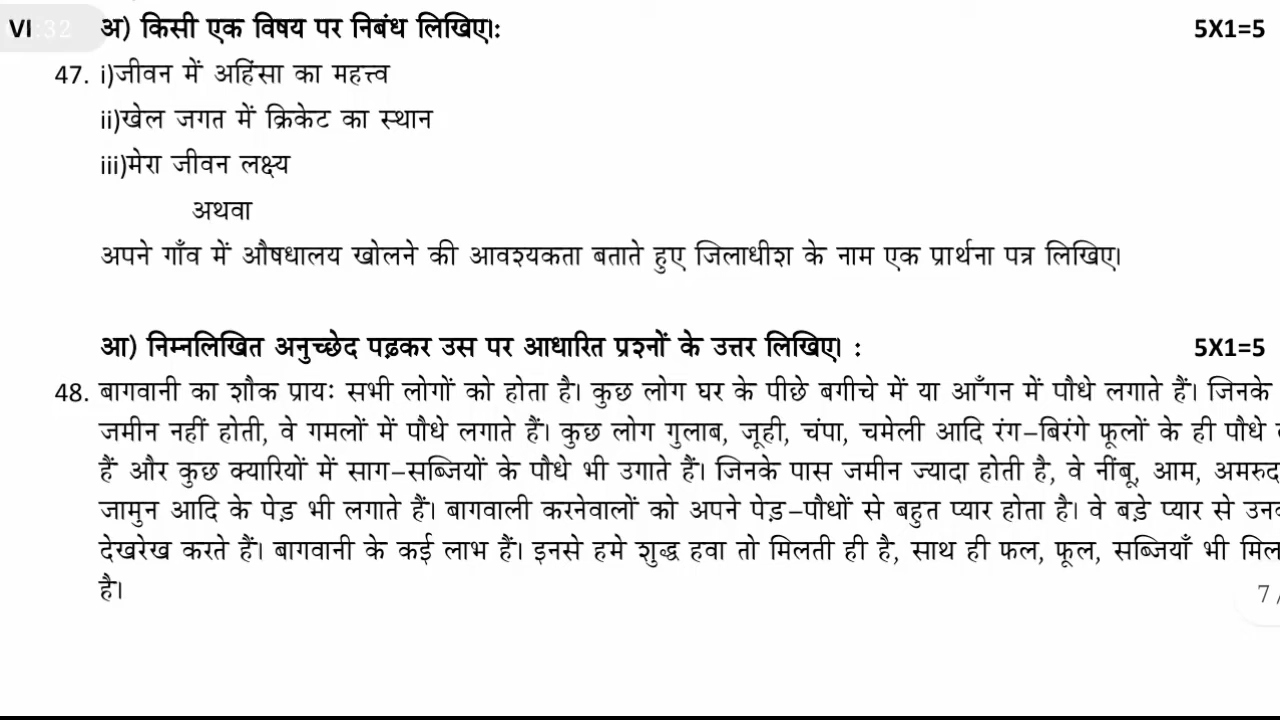 VI अ) किसी एक विषय पर निबंध लिखिए।: 5X1=5
47. i)जीवन में अहिंसा का महत्त्व
ii)खेल जगत में क्रिकेट का स्थान
iii)मेरा जीवन लक्ष्य
अथवा
अपने गाँव में औषधालय खोलने की आवश्यकता बताते हुए जिलाधीश के नाम एक प्रार्थना पत्र लिखिए।
आ) निम्नलिखित अनुच्छेद पढ़कर उस पर आधारित प्रश्नों के उत्तर लिखिए। : 5X1=5
48. बागवानी का शौक प्रायः सभी लोगों को होता है। कुछ लोग घर के पीछे बगीचे में या आँगन में पौधे लगाते हैं। जिनके
जमीन नहीं होती, वे गमलों में पौधे लगाते हैं। कुछ लोग गुलाब, जूही, चंपा, चमेली आदि रंग-बिरंगे फूलों के ही पौधे
हैं और कुछ क्यारियों में साग-सब्जियों के पौधे भी उगाते हैं। जिनके पास जमीन ज्यादा होती है, वे नींबू, आम, अमरुद
जामुन आदि के पेड़ भी लगाते हैं। बागवाली करनेवालों को अपने पेड़-पौधों से बहुत प्यार होता है। वे बड़े प्यार से
देखरेख करते हैं। बागवानी के कई लाभ हैं। इनसे हमे शुद्ध हवा तो मिलती ही है, साथ ही फल, फूल, सब्जियाँ भी
है।
7/